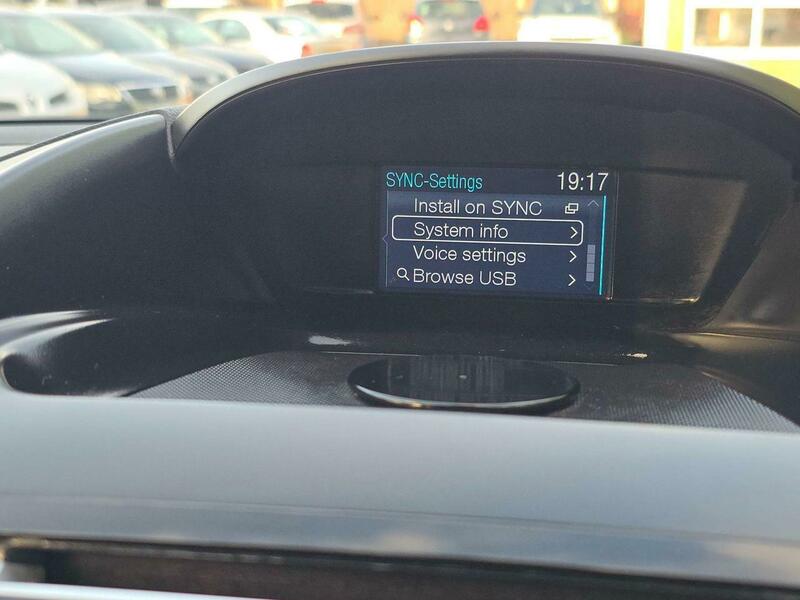 SYNC-Settings 19:17
Install on SYNC
System info
Voice settings
Browse USB